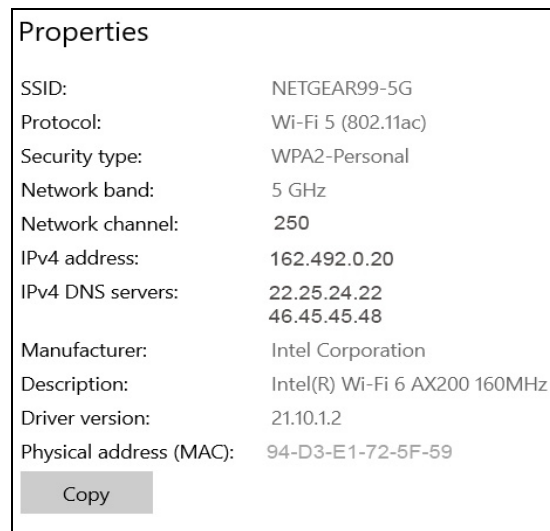 Properties
SSID: NETGEAR99-5G
Protocol: Wi-Fi 5 (802.11ac)
Security type: WPA2-Personal
Network band: 5 GHz
Network channel: 250
IPv4 address: 162.492.0.20
IPv4 DNS servers: 22.25.24.22
46.45.45.48
Manufacturer: Intel Corporation
Description: Intel(R) Wi-Fi 6 AX200 160MHz
Driver version: 21.10.1.2
Physical address (MAC): 94-D3-E1-72-5F-59
Copy